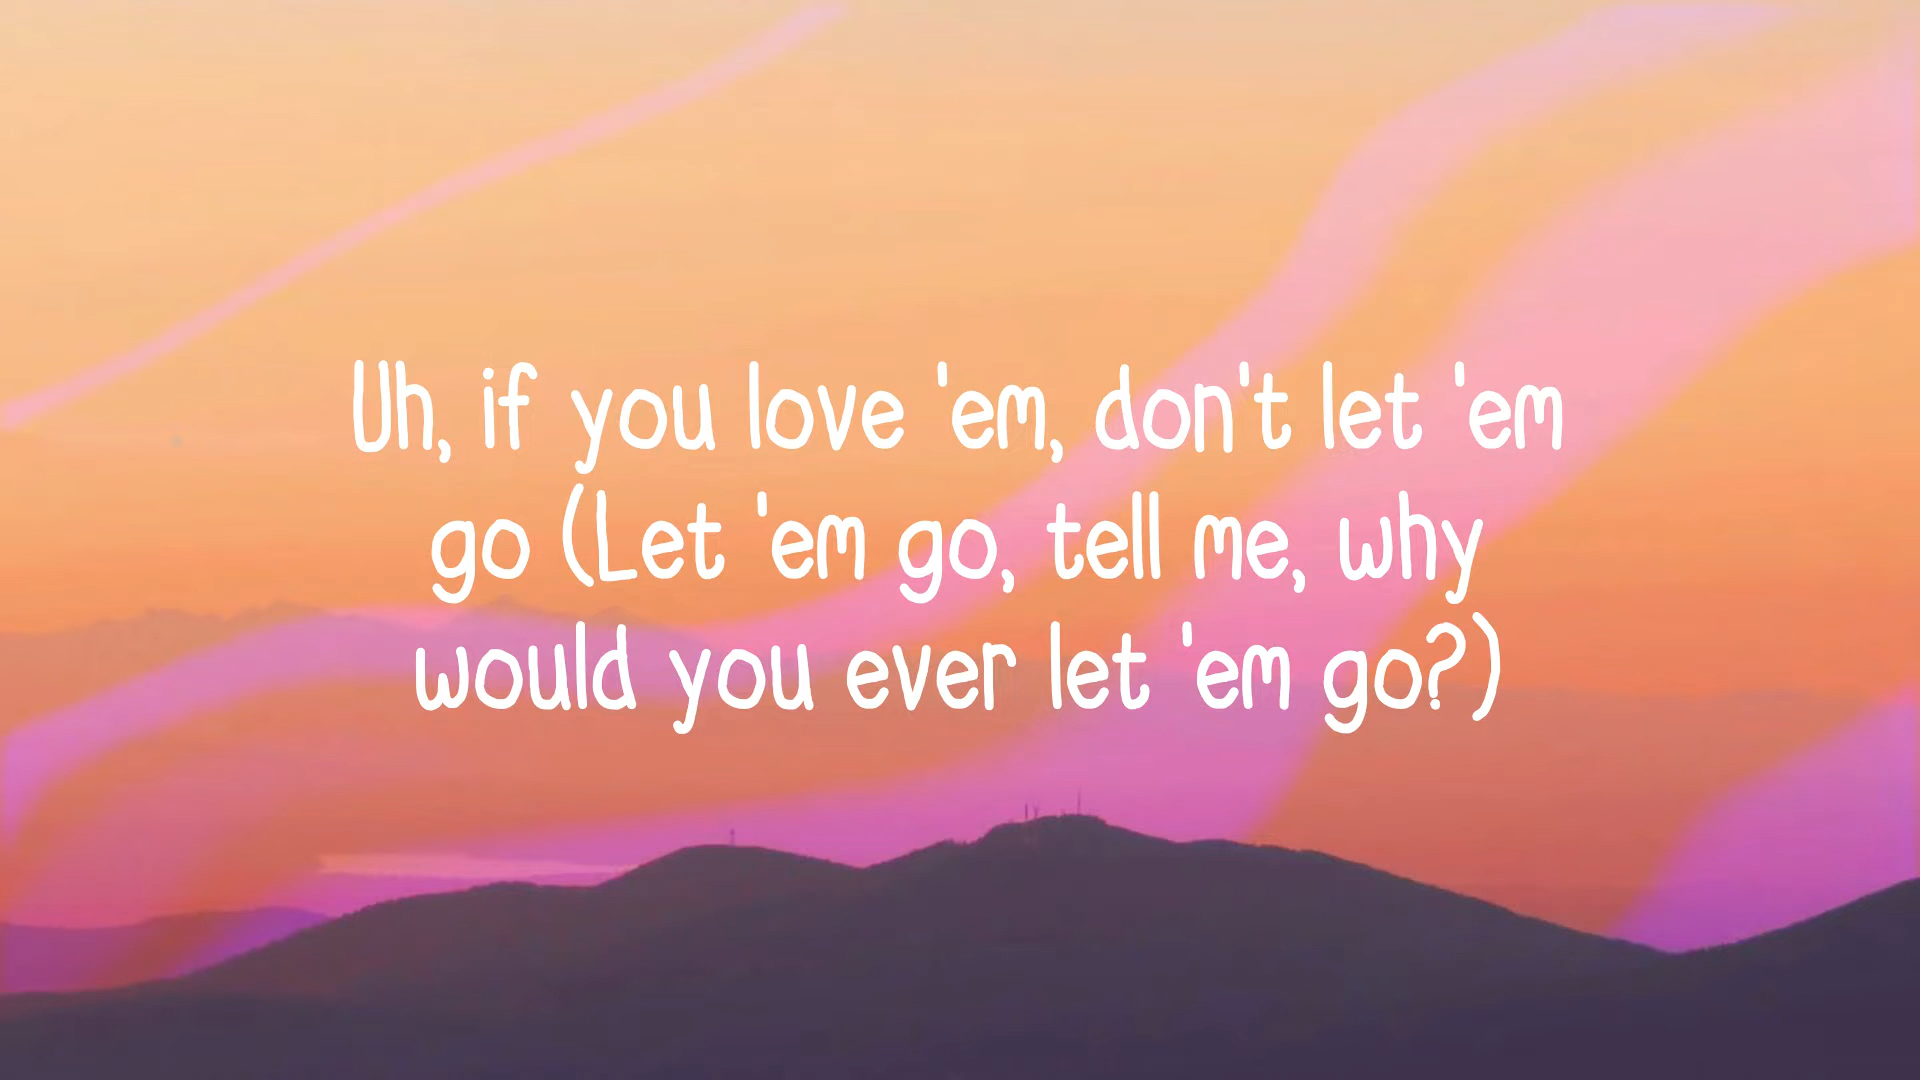 Uh, if you love 'em, don't let 'em
go (Let 'em go, tell me, why
would you ever let 'em go?)